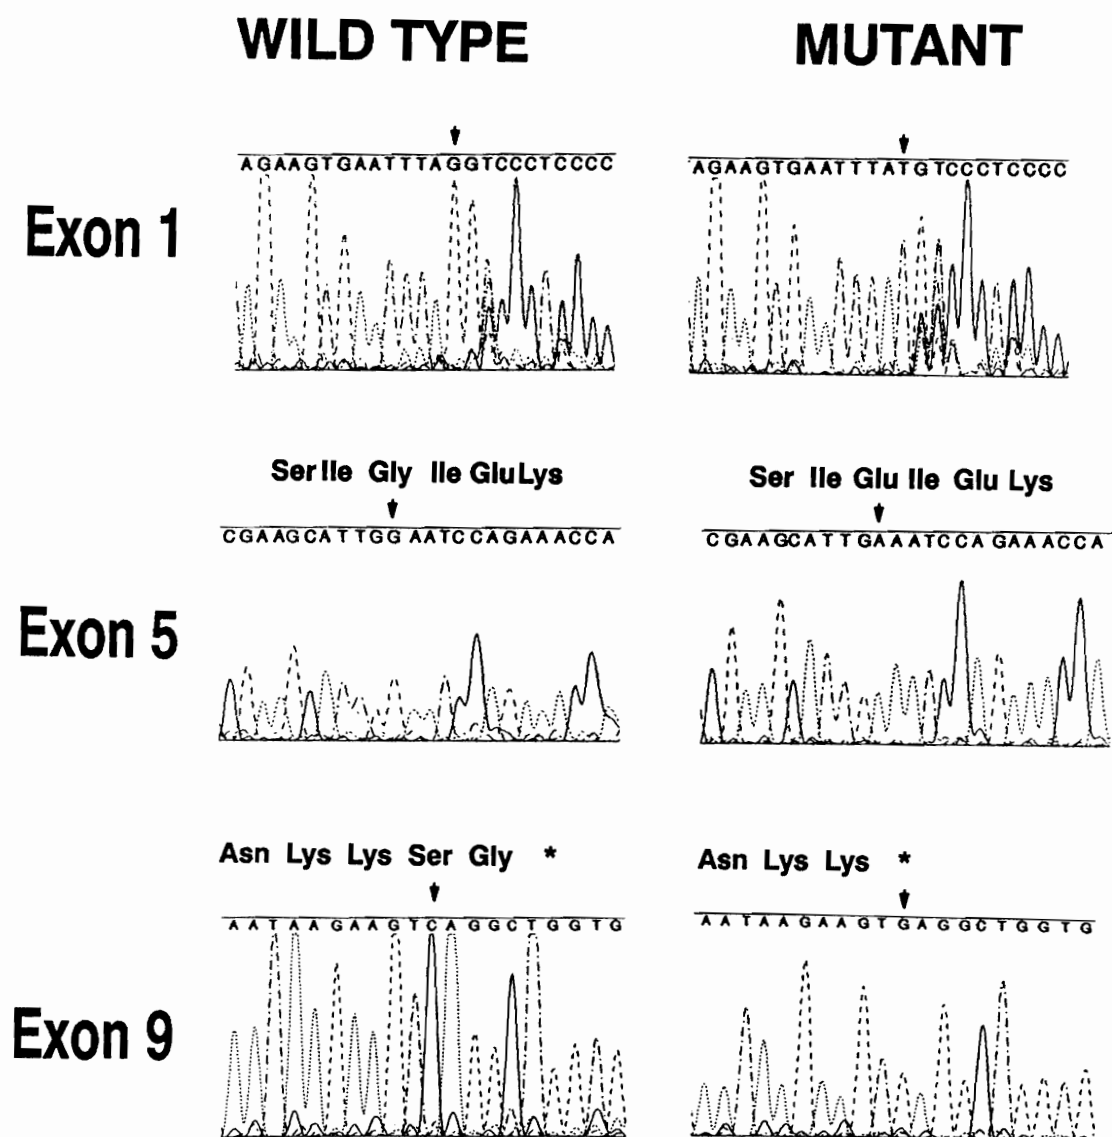 WILD TYPE MUTANT
Exon 1
AGAAGTGAATTTAGGTCCCTCCCC
AGAAGTGAATTTATGTCCCTCCCC
Exon 5
Ser Ile Gly Ile Glu Lys
CGAAGCATTGGAATCCAGAAACCA
Ser Ile Glu Ile Glu Lys
CGAAGCATTGAAATCCAGAAACCA
Exon 9
Asn Lys Lys Ser Gly *
AATAAGAAGTCAGGCTGGTG
Asn Lys Lys *
AATAAGAAGTGAGGCTGGTG